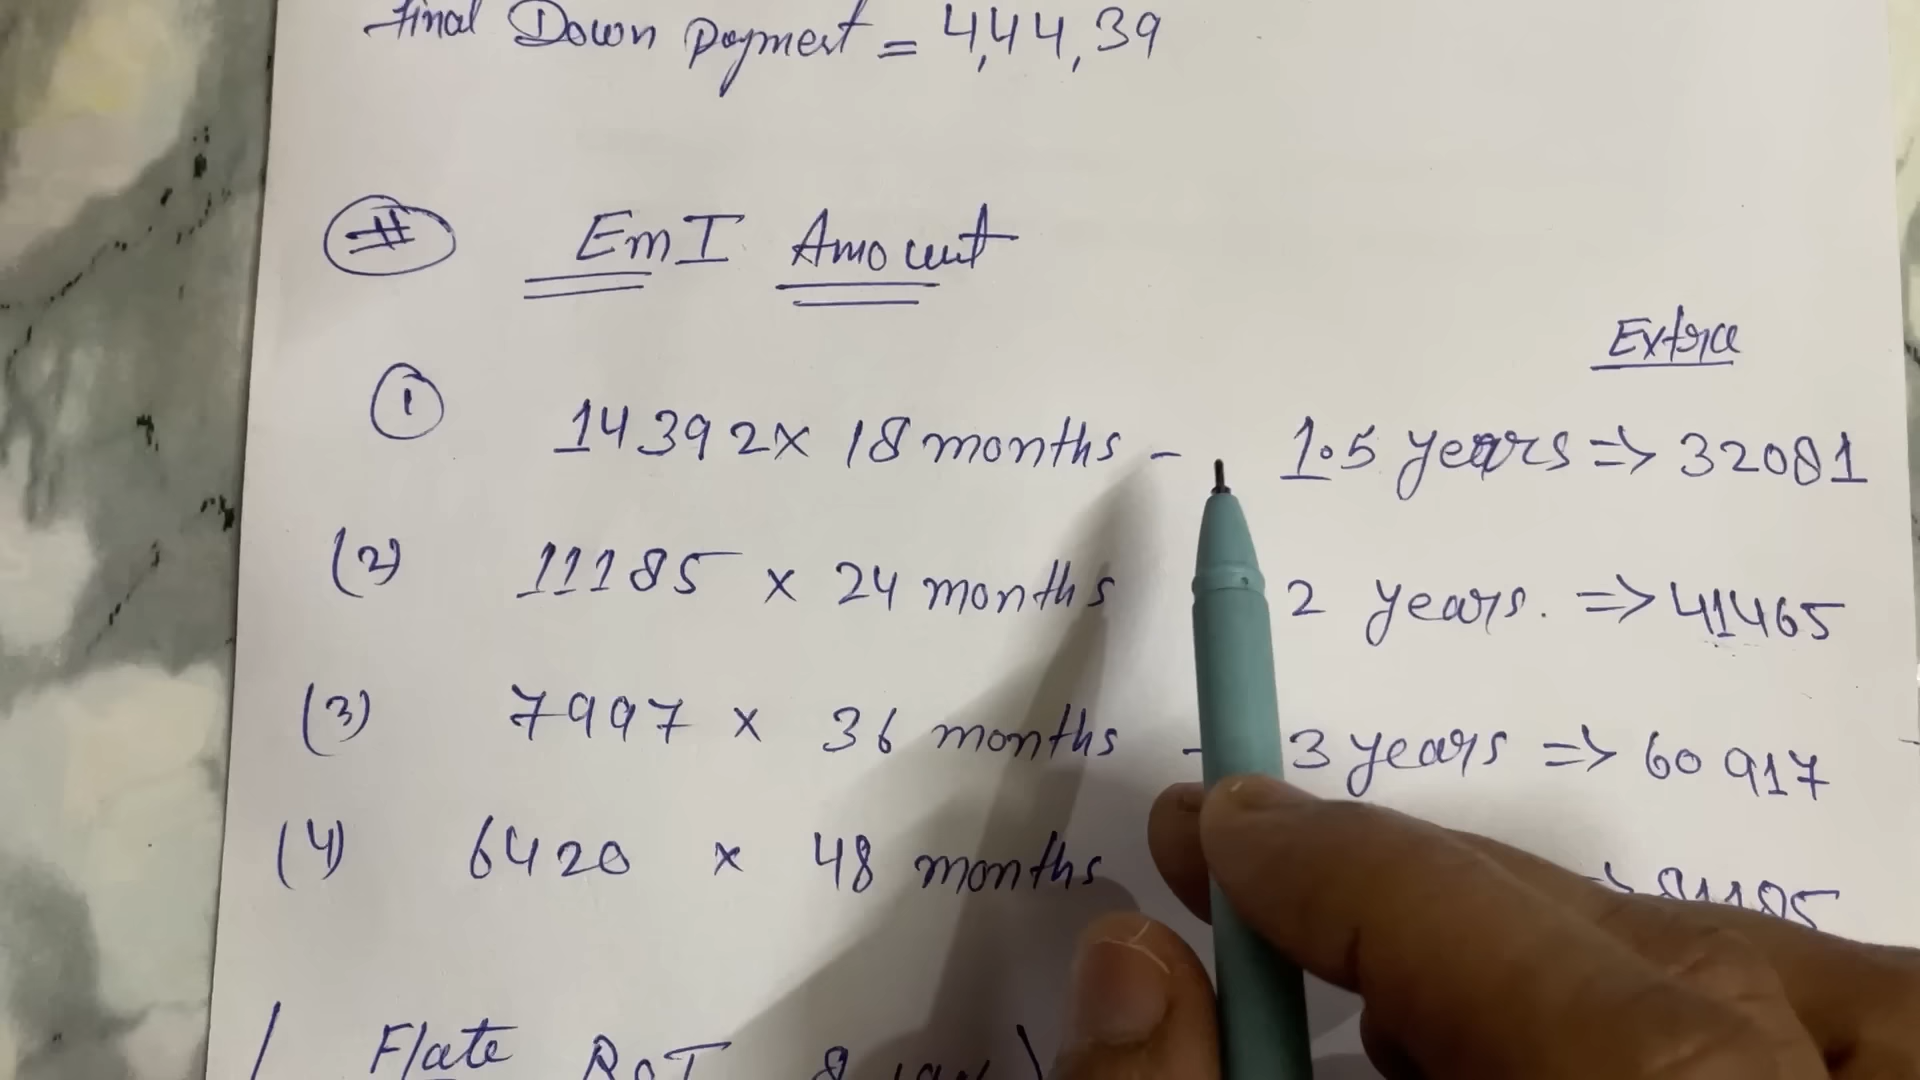 Final Down Payment = 4,44,39
# EmI Amount
Extra
1 14392 x 18 months - 1.5 years => 32081
(2) 11185 x 24 months 2 years. => 41465
(3) 7997 x 36 months - 3 years => 60917
(4) 6420 x 48 months
Flate RoI